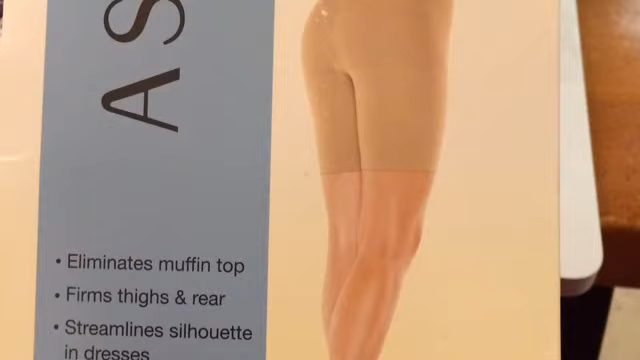 AS
• Eliminates muffin top
• Firms thighs & rear
• Streamlines silhouette
in dresses